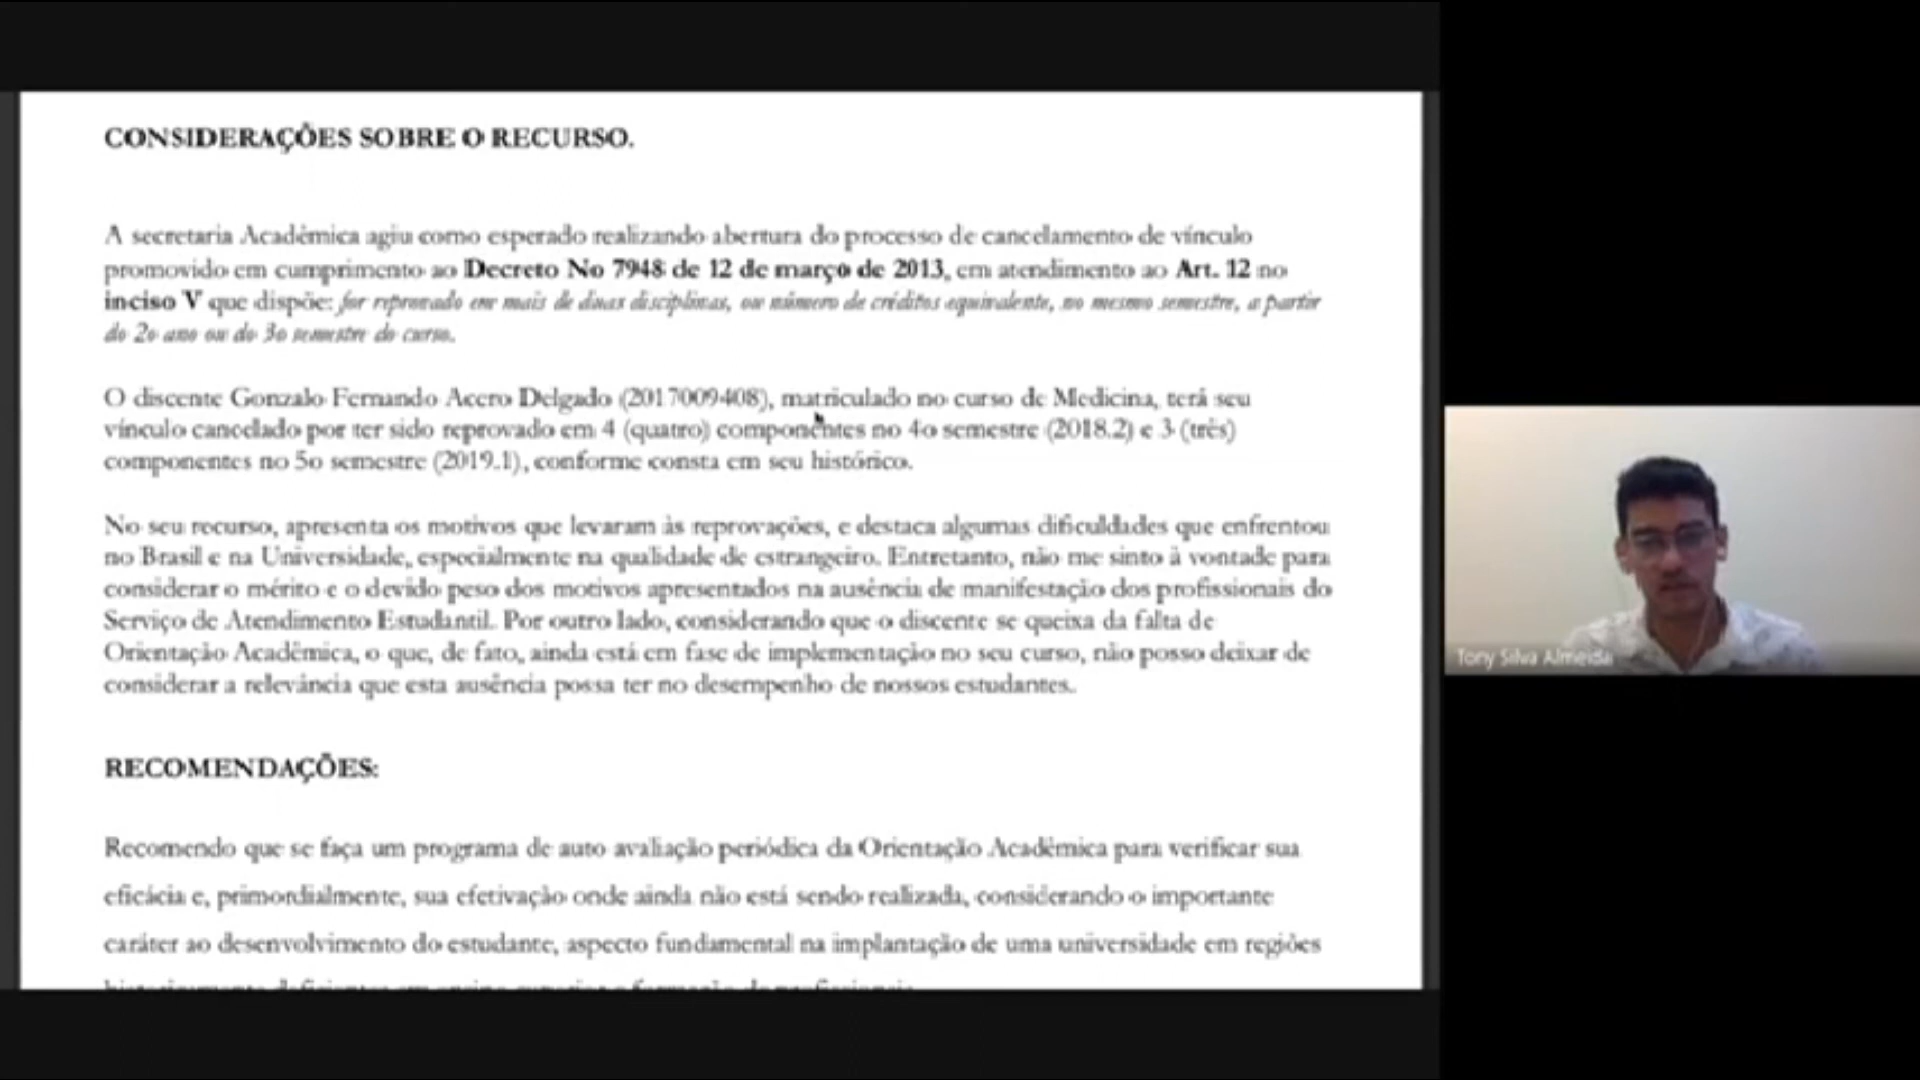 CONSIDERAÇÕES SOBRE O RECURSO.
A secretaria Acadêmica agiu como esperado realizando abertura do processo de cancelamento de vínculo
promovido em cumprimento ao Decreto No 7948 de 12 de março de 2013, em atendimento ao Art. 12 no
inciso V que dispõe: for reprovado em mais de duas disciplinas, ou número de créditos equivalente, no mesmo semestre, a partir
do 2o ano ou do 3o semestre do curso.
O discente Gonzalo Fernando Acero Delgado (2017009408), matriculado no curso de Medicina, terá seu
vínculo cancelado por ter sido reprovado em 4 (quatro) componentes no 4o semestre (2018.2) e 3 (três)
componentes no 5o semestre (2019.1), conforme consta em seu histórico.
No seu recurso, apresenta os motivos que levaram às reprovações, e destaca algumas dificuldades que enfrentou
no Brasil e na Universidade, especialmente na qualidade de estrangeiro. Entretanto, não me sinto à vontade para
considerar o mérito e o devido peso dos motivos apresentados na ausência de manifestação dos profissionais do
Serviço de Atendimento Estudantil. Por outro lado, considerando que o discente se queixa da falta de
Orientação Acadêmica, o que, de fato, ainda está em fase de implementação no seu curso, não posso deixar de
considerar a relevância que esta ausência possa ter no desempenho de nossos estudantes.
RECOMENDAÇÕES:
Recomendo que se faça um programa de auto avaliação periódica da Orientação Acadêmica para verificar sua
eficácia e, primordialmente, sua efetivação onde ainda não está sendo realizada, considerando o importante
caráter ao desenvolvimento do estudante, aspecto fundamental na implantação de uma universidade em regiões
Tony Silva Almeida